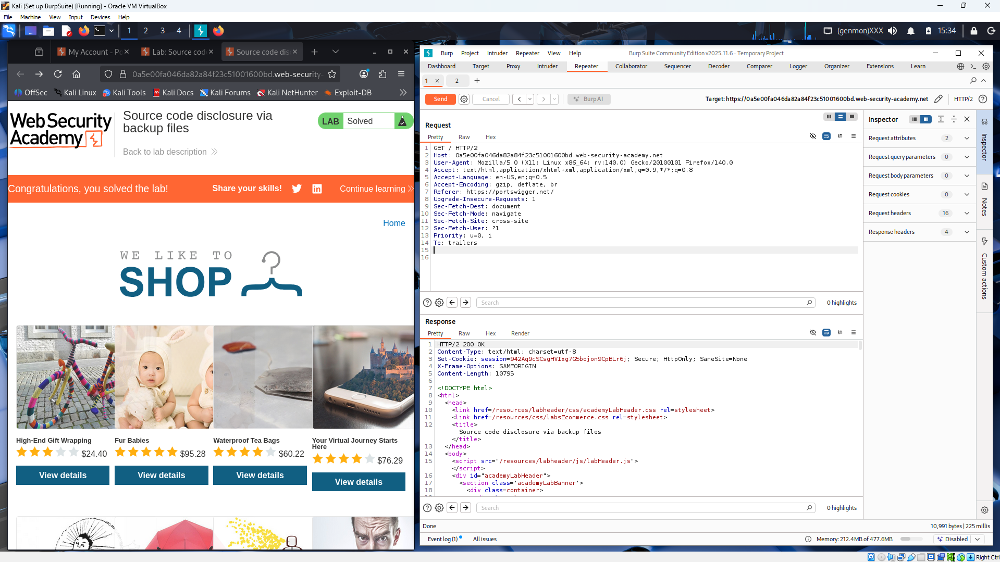 Kali (Set up BurpSuite) [Running] - Oracle VM VirtualBox
File Machine View Input Devices Help
1 2 3 4
(genmon)XXX 15:34
My Account - Po
Lab: Source cod
Source code dis
0a5e00fa046da82a84f23c51001600bd.web-security-
OffSec Kali Linux Kali Tools Kali Docs Kali Forums Kali NetHunter Exploit-DB
WebSecurity
Academy
Source code disclosure via
backup files
Back to lab description
LAB Solved
Congratulations, you solved the lab!
Share your skills!
Continue learning
Home
WE LIKE TO
SHOP
High-End Gift Wrapping
$24.40
View details
Fur Babies
$95.28
View details
Waterproof Tea Bags
$60.22
View details
Your Virtual Journey Starts
Here
$76.29
View details
Burp Project Intruder Repeater View Help
Burp Suite Community Edition v2025.11.6 - Temporary Project
Dashboard Target Proxy Intruder Repeater Collaborator Sequencer Decoder Comparer Logger Organizer Extensions Learn
1 2
Send Cancel Burp AI
Target: https://0a5e00fa046da82a84f23c51001600bd.web-security-academy.net HTTP/2
Request
Pretty Raw Hex
\n
1 GET / HTTP/2
2 Host: 0a5e00fa046da82a84f23c51001600bd.web-security-academy.net
3 User-Agent: Mozilla/5.0 (X11; Linux x86_64; rv:140.0) Gecko/20100101 Firefox/140.0
4 Accept: text/html,application/xhtml+xml,application/xml;q=0.9,*/*;q=0.8
5 Accept-Language: en-US,en;q=0.5
6 Accept-Encoding: gzip, deflate, br
7 Referer: https://portswigger.net/
8 Upgrade-Insecure-Requests: 1
9 Sec-Fetch-Dest: document
10 Sec-Fetch-Mode: navigate
11 Sec-Fetch-Site: cross-site
12 Sec-Fetch-User: ?1
13 Priority: u=0, i
14 Te: trailers
15
16
Search
0 highlights
Response
Pretty Raw Hex Render
\n
1 HTTP/2 200 OK
2 Content-Type: text/html; charset=utf-8
3 Set-Cookie: session=942Aq9cSCsgHVIxg7G5bojon9CpBLr6j; Secure; HttpOnly; SameSite=None
4 X-Frame-Options: SAMEORIGIN
5 Content-Length: 10795
6
7 <!DOCTYPE html>
8 <html>
9 <head>
10 <link href=/resources/labheader/css/academyLabHeader.css rel=stylesheet>
11 <link href=/resources/css/labsEcommerce.css rel=stylesheet>
12 <title>
Source code disclosure via backup files
</title>
13 </head>
14 <body>
15 <script src="/resources/labheader/js/labHeader.js">
</script>
16 <div id="academyLabHeader">
17 <section class='academyLabBanner'>
18 <div class=container>
Search
0 highlights
Inspector
Request attributes 2
Request query parameters 0
Request body parameters 0
Request cookies 0
Request headers 16
Response headers 4
Inspector
Notes
Custom actions
Done
10,991 bytes | 225 millis
Event log (1) All issues
Memory: 212.4MB of 477.6MB
Disabled
Right Ctrl